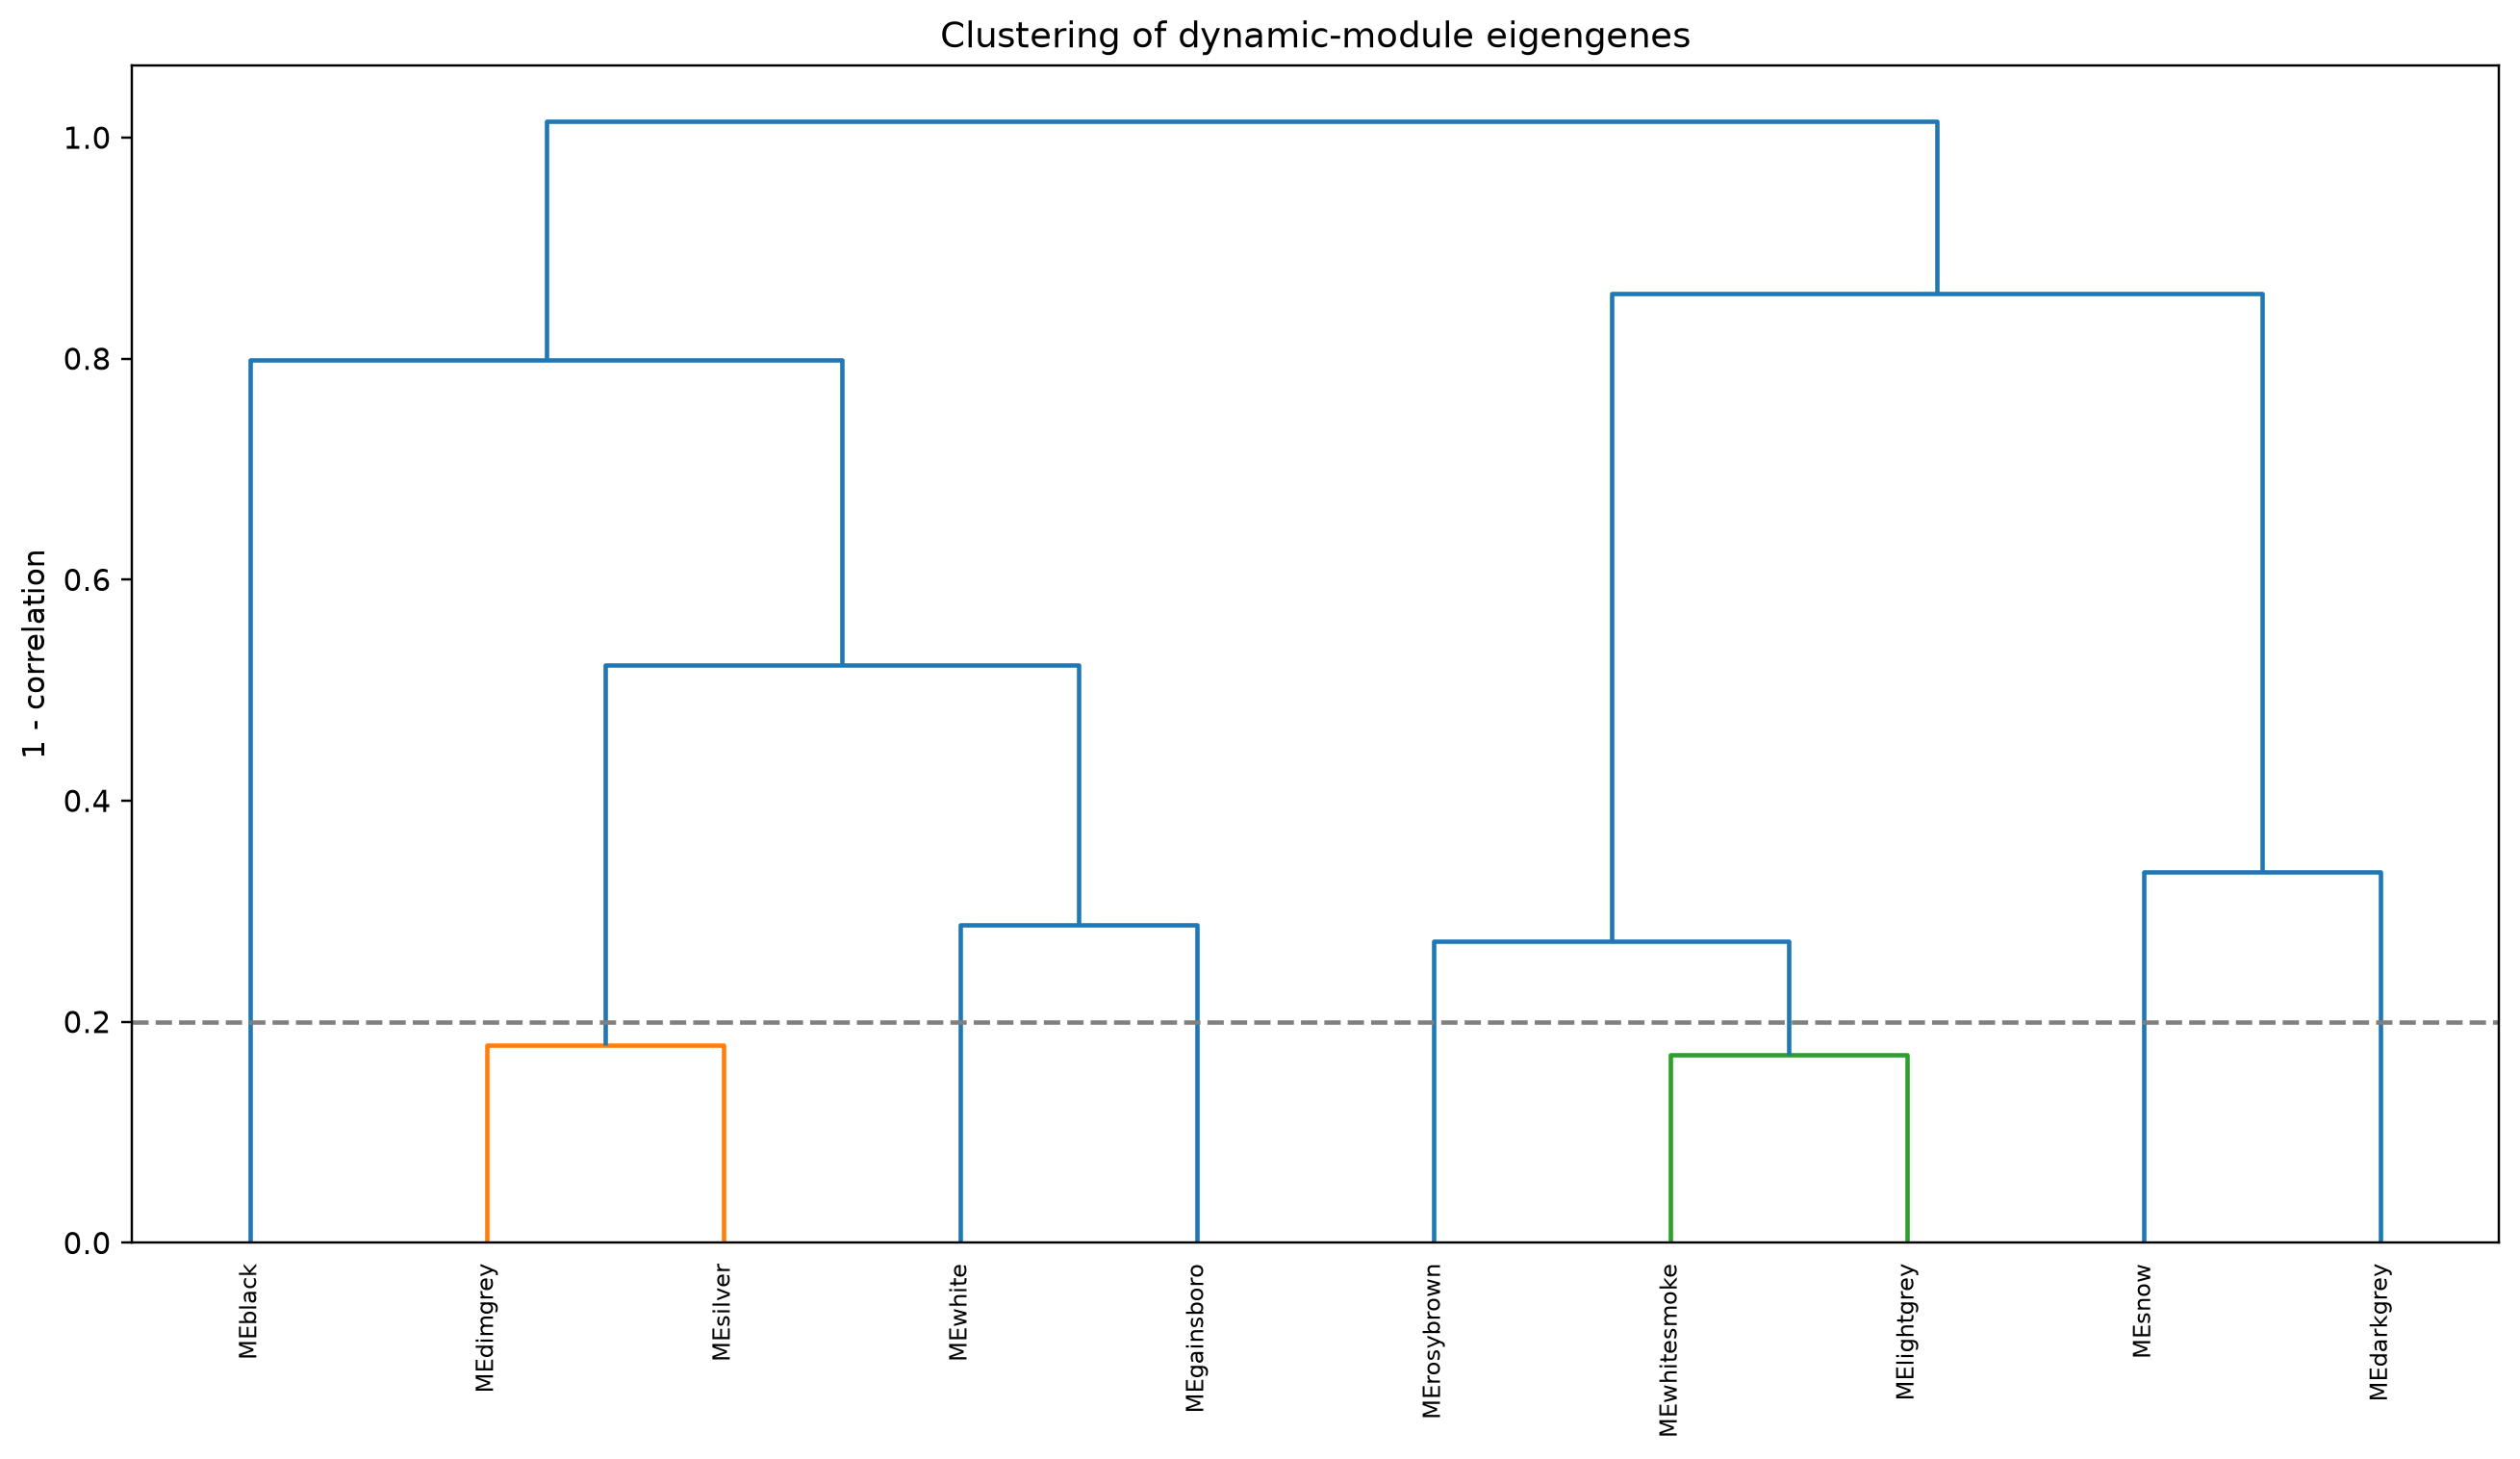 Clustering of dynamic-module eigengenes
1 - correlation
1.0
0.8
0.6
0.4
0.2
0.0
MEblack
MEdimgrey
MEsilver
MEwhite
MEgainsboro
MErosybrown
MEwhitesmoke
MElightgrey
MEsnow
MEdarkgrey